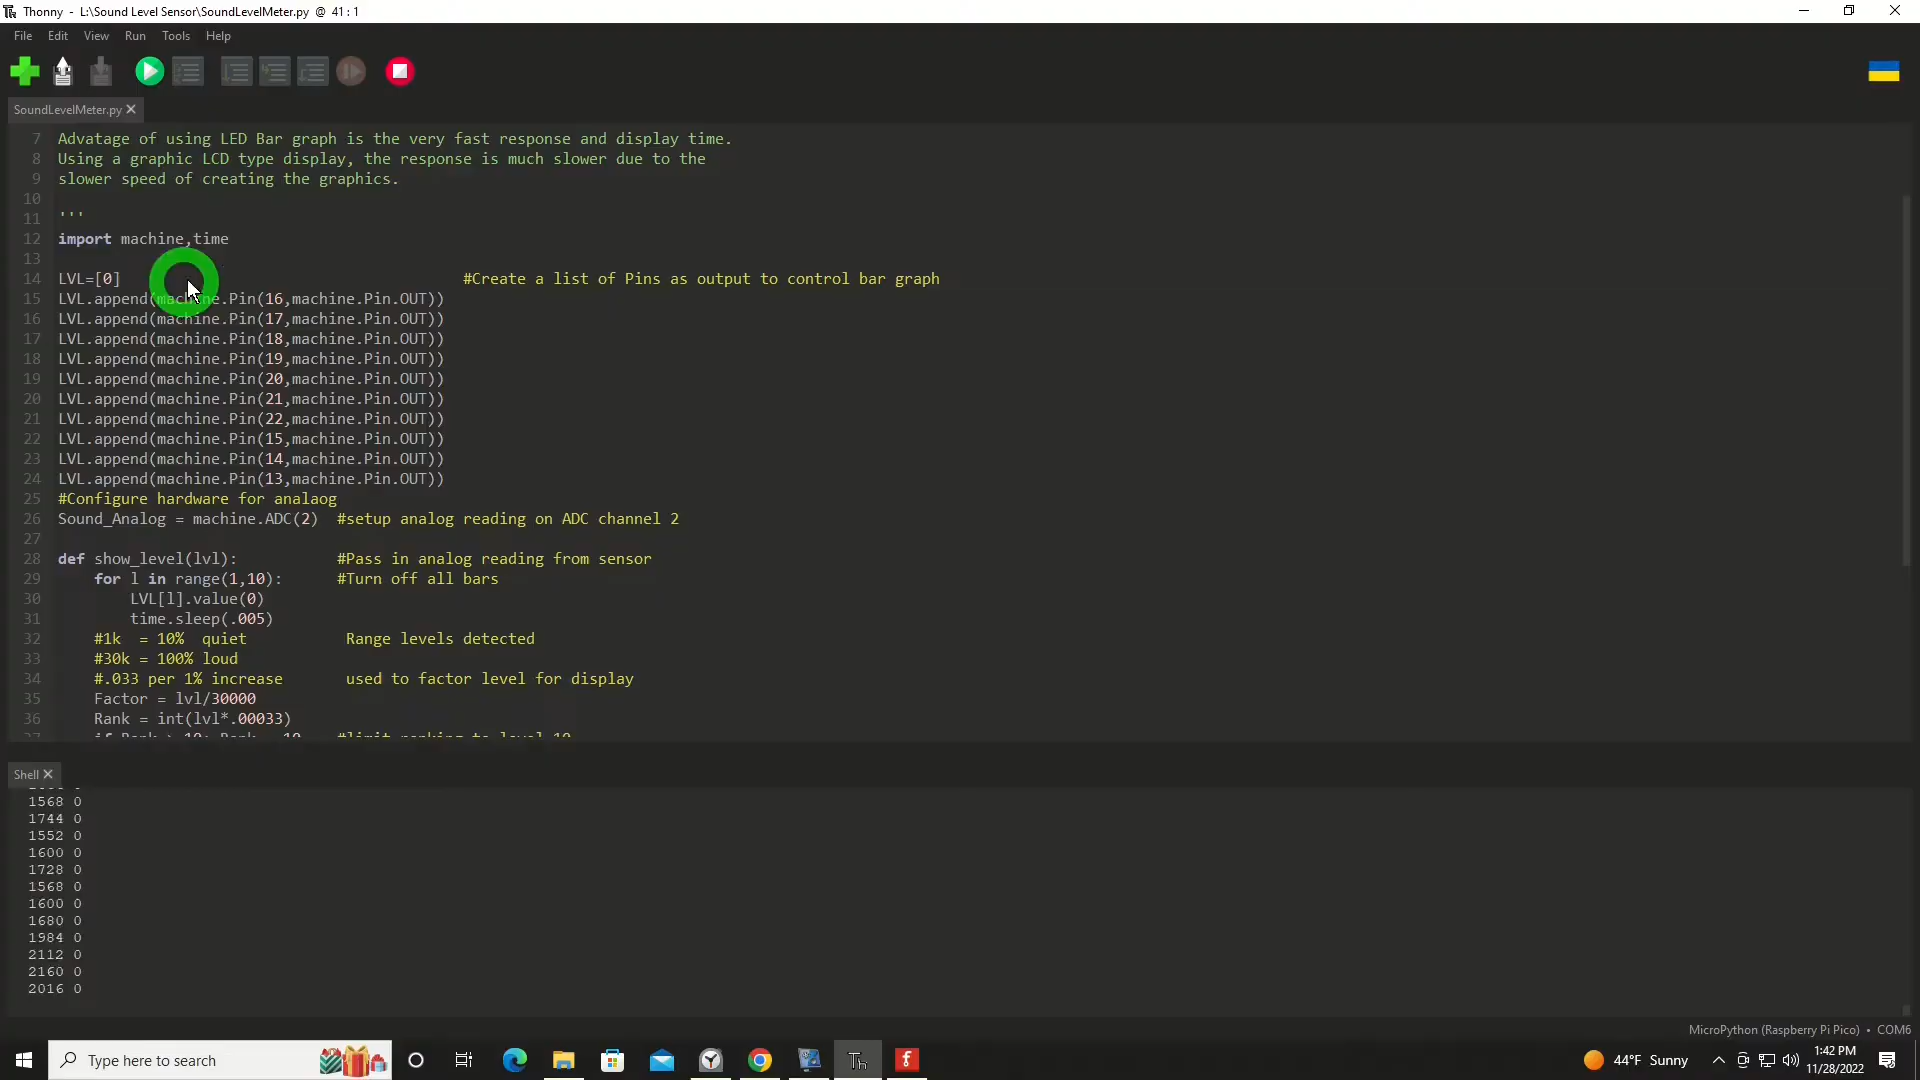 Thonny - L:\Sound Level Sensor\SoundLevelMeter.py @ 41 : 1
File Edit View Run Tools Help
SoundLevelMeter.py
7 Advatage of using LED Bar graph is the very fast response and display time.
8 Using a graphic LCD type display, the response is much slower due to the
9 slower speed of creating the graphics.
10
11 '''
12 import machine,time
13
14 LVL=[0] #Create a list of Pins as output to control bar graph
15 LVL.append(machine.Pin(16,machine.Pin.OUT))
16 LVL.append(machine.Pin(17,machine.Pin.OUT))
17 LVL.append(machine.Pin(18,machine.Pin.OUT))
18 LVL.append(machine.Pin(19,machine.Pin.OUT))
19 LVL.append(machine.Pin(20,machine.Pin.OUT))
20 LVL.append(machine.Pin(21,machine.Pin.OUT))
21 LVL.append(machine.Pin(22,machine.Pin.OUT))
22 LVL.append(machine.Pin(15,machine.Pin.OUT))
23 LVL.append(machine.Pin(14,machine.Pin.OUT))
24 LVL.append(machine.Pin(13,machine.Pin.OUT))
25 #Configure hardware for analaog
26 Sound_Analog = machine.ADC(2) #setup analog reading on ADC channel 2
27
28 def show_level(lvl): #Pass in analog reading from sensor
29 for l in range(1,10): #Turn off all bars
30 LVL[l].value(0)
31 time.sleep(.005)
32 #1k = 10% quiet Range levels detected
33 #30k = 100% loud
34 #.033 per 1% increase used to factor level for display
35 Factor = lvl/30000
36 Rank = int(lvl*.00033)
Shell
1568 0
1744 0
1552 0
1600 0
1728 0
1568 0
1600 0
1680 0
1984 0
2112 0
2160 0
2016 0
MicroPython (Raspberry Pi Pico) • COM6
Type here to search
44°F Sunny
1:42 PM
11/28/2022